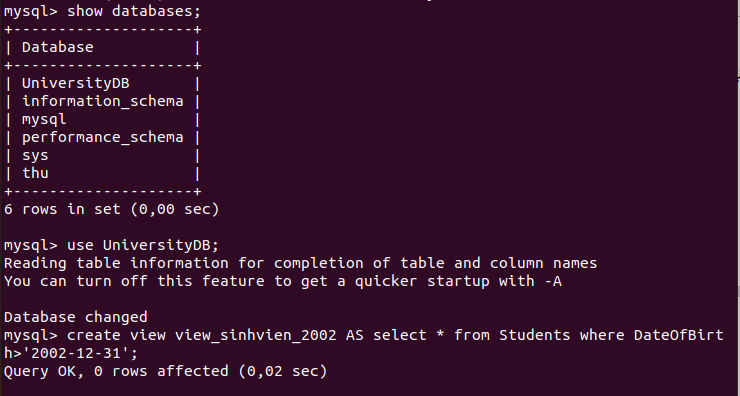 mysql> show databases;
+--------------------+
| Database           |
+--------------------+
| UniversityDB       |
| information_schema |
| mysql              |
| performance_schema |
| sys                |
| thu                |
+--------------------+
6 rows in set (0,00 sec)
mysql> use UniversityDB;
Reading table information for completion of table and column names
You can turn off this feature to get a quicker startup with -A
Database changed
mysql> create view view_sinhvien_2002 AS select * from Students where DateOfBirt
h>'2002-12-31';
Query OK, 0 rows affected (0,02 sec)